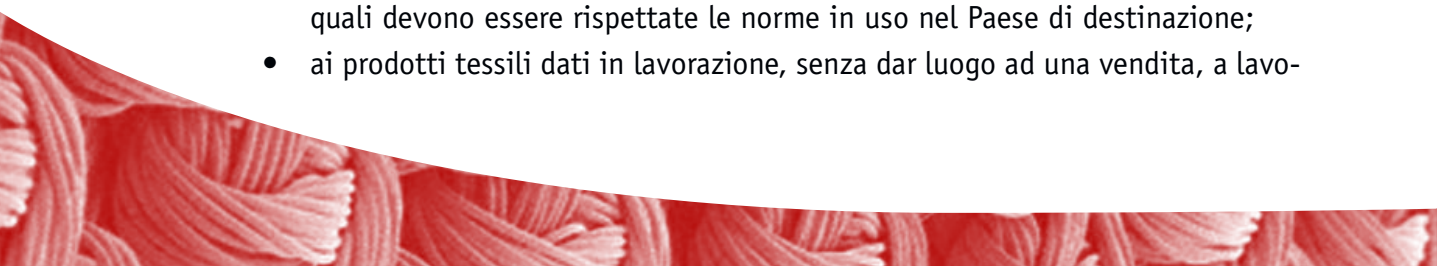 quali devono essere rispettate le norme in uso nel Paese di destinazione;
• ai prodotti tessili dati in lavorazione, senza dar luogo ad una vendita, a lavo-